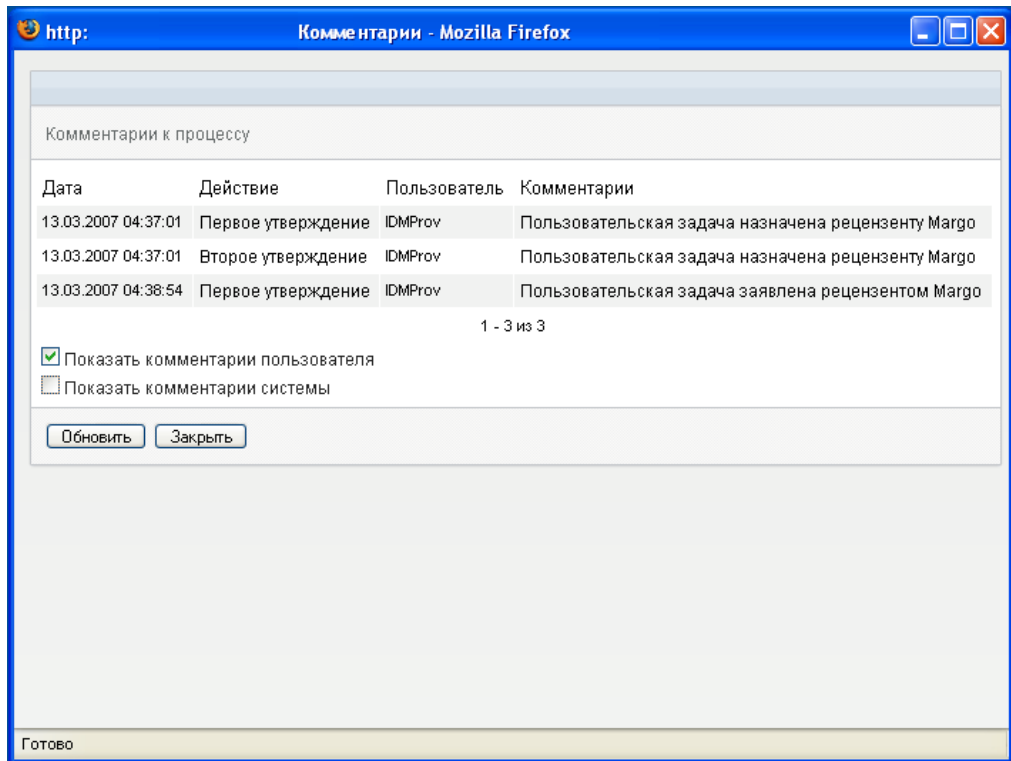 http: Комментарии - Mozilla Firefox
Комментарии к процессу
Дата Действие Пользователь Комментарии
13.03.2007 04:37:01 Первое утверждение IDMProv Пользовательская задача назначена рецензенту Margo
13.03.2007 04:37:01 Второе утверждение IDMProv Пользовательская задача назначена рецензенту Margo
13.03.2007 04:38:54 Первое утверждение IDMProv Пользовательская задача заявлена рецензентом Margo
1 - 3 из 3
Показать комментарии пользователя
Показать комментарии системы
Обновить Закрыть
Готово